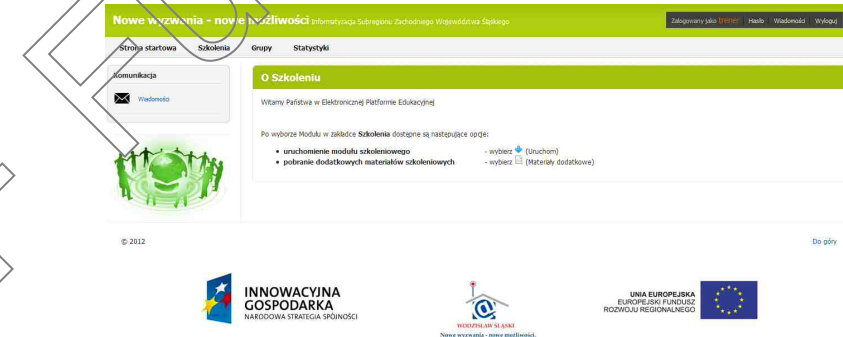 Nowe wyzwania - nowe możliwości Informatyzacja Subregionu Zachodniego Województwa Śląskiego
Zalogowany jako trener Hasło Wiadomości Wyloguj
Strona startowa Szkolenia Grupy Statystyki
Komunikacja
Wiadomości
O Szkoleniu
Witamy Państwa w Elektronicznej Platformie Edukacyjnej
Po wyborze Modułu w zakładce Szkolenia dostępne są następujące opcje:
• uruchomienie modułu szkoleniowego - wybierz (Uruchom)
• pobranie dodatkowych materiałów szkoleniowych - wybierz (Materiały dodatkowe)
© 2012
Do góry
INNOWACYJNA
GOSPODARKA
NARODOWA STRATEGIA SPÓJNOŚCI
WODZISŁAW ŚLĄSKI
Nowe wyzwania - nowe możliwości.
UNIA EUROPEJSKA
EUROPEJSKI FUNDUSZ
ROZWOJU REGIONALNEGO